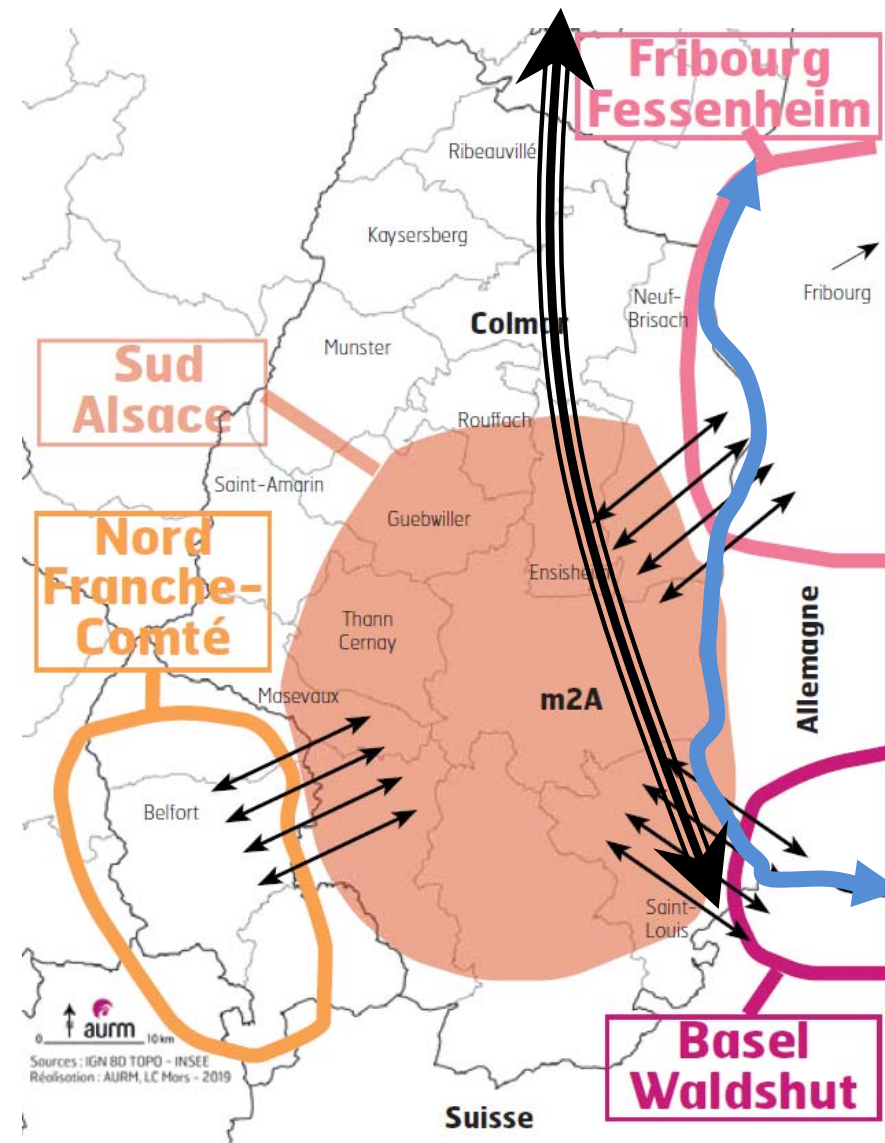 Fribourg
Fessenheim
Ribeauvillé
Kaysersberg
Fribourg
Neuf-
Brisach
Colmar
Munster
Sud
Alsace
Rouffach
Saint-Amarin
Guebwiller
Nord
Franche-
Comté
Ensisheim
Thann
Cernay
Allemagne
Masevaux
m2A
Belfort
Saint-
Louis
aurm
0 10 km
Sources : IGN BD TOPO - INSEE
Réalisation : AURM, LC Mars - 2019
Basel
Waldshut
Suisse